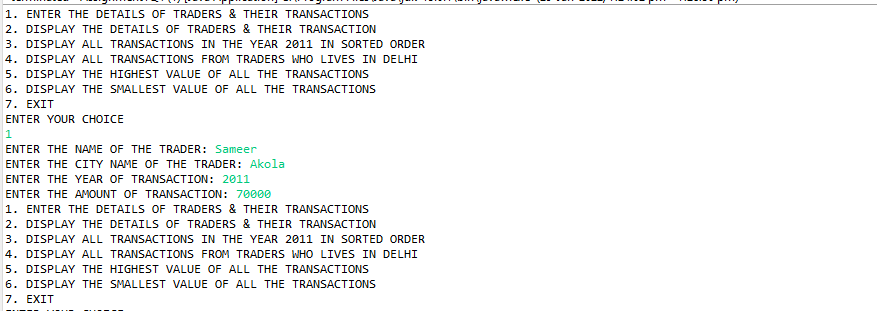 1. ENTER THE DETAILS OF TRADERS & THEIR TRANSACTIONS
2. DISPLAY THE DETAILS OF TRADERS & THEIR TRANSACTION
3. DISPLAY ALL TRANSACTIONS IN THE YEAR 2011 IN SORTED ORDER
4. DISPLAY ALL TRANSACTIONS FROM TRADERS WHO LIVES IN DELHI
5. DISPLAY THE HIGHEST VALUE OF ALL THE TRANSACTIONS
6. DISPLAY THE SMALLEST VALUE OF ALL THE TRANSACTIONS
7. EXIT
ENTER YOUR CHOICE
1
ENTER THE NAME OF THE TRADER: Sameer
ENTER THE CITY NAME OF THE TRADER: Akola
ENTER THE YEAR OF TRANSACTION: 2011
ENTER THE AMOUNT OF TRANSACTION: 70000
1. ENTER THE DETAILS OF TRADERS & THEIR TRANSACTIONS
2. DISPLAY THE DETAILS OF TRADERS & THEIR TRANSACTION
3. DISPLAY ALL TRANSACTIONS IN THE YEAR 2011 IN SORTED ORDER
4. DISPLAY ALL TRANSACTIONS FROM TRADERS WHO LIVES IN DELHI
5. DISPLAY THE HIGHEST VALUE OF ALL THE TRANSACTIONS
6. DISPLAY THE SMALLEST VALUE OF ALL THE TRANSACTIONS
7. EXIT